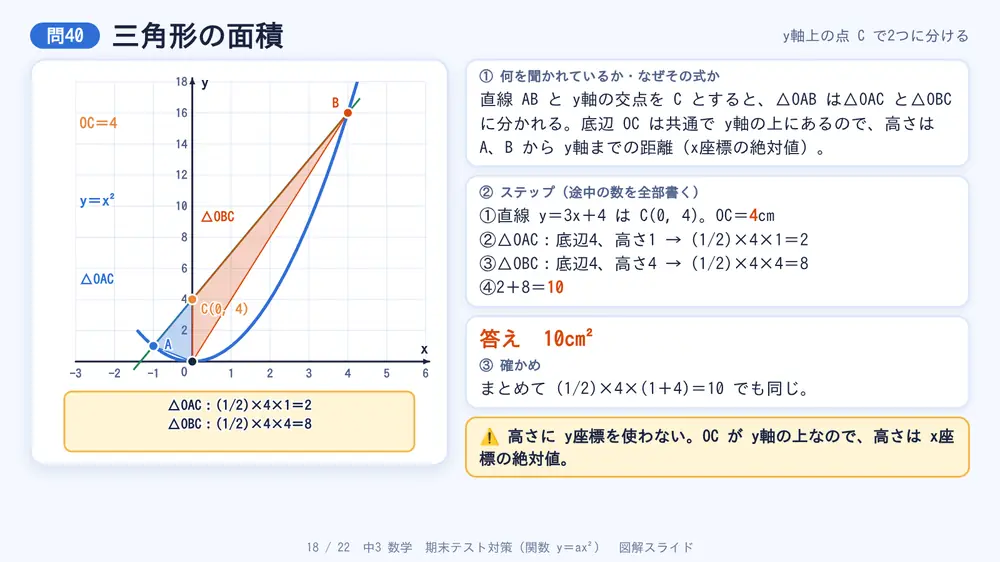 問40 三角形の面積
y軸上の点 C で2つに分ける
18 y
16
14
12
10
8
6
4
2
B
OC=4
y=x²
△OBC
△OAC
C(0, 4)
A
x
-3 -2 -1 0 1 2 3 4 5 6
△OAC:(1/2)×4×1=2
△OBC:(1/2)×4×4=8
① 何を聞かれているか・なぜその式か
直線 AB と y軸の交点を C とすると、△OAB は△OAC と△OBC
に分かれる。底辺 OC は共通で y軸の上にあるので、高さは
A、B から y軸までの距離(x座標の絶対値)。
② ステップ(途中の数を全部書く)
①直線 y=3x+4 は C(0, 4)。OC=4cm
②△OAC:底辺4、高さ1 → (1/2)×4×1=2
③△OBC:底辺4、高さ4 → (1/2)×4×4=8
④2+8=10
答え 10cm²
③ 確かめ
まとめて (1/2)×4×(1+4)=10 でも同じ。
⚠️ 高さに y座標を使わない。OC が y軸の上なので、高さは x座
標の絶対値。
18 / 22 中3 数学 期末テスト対策(関数 y=ax²) 図解スライド